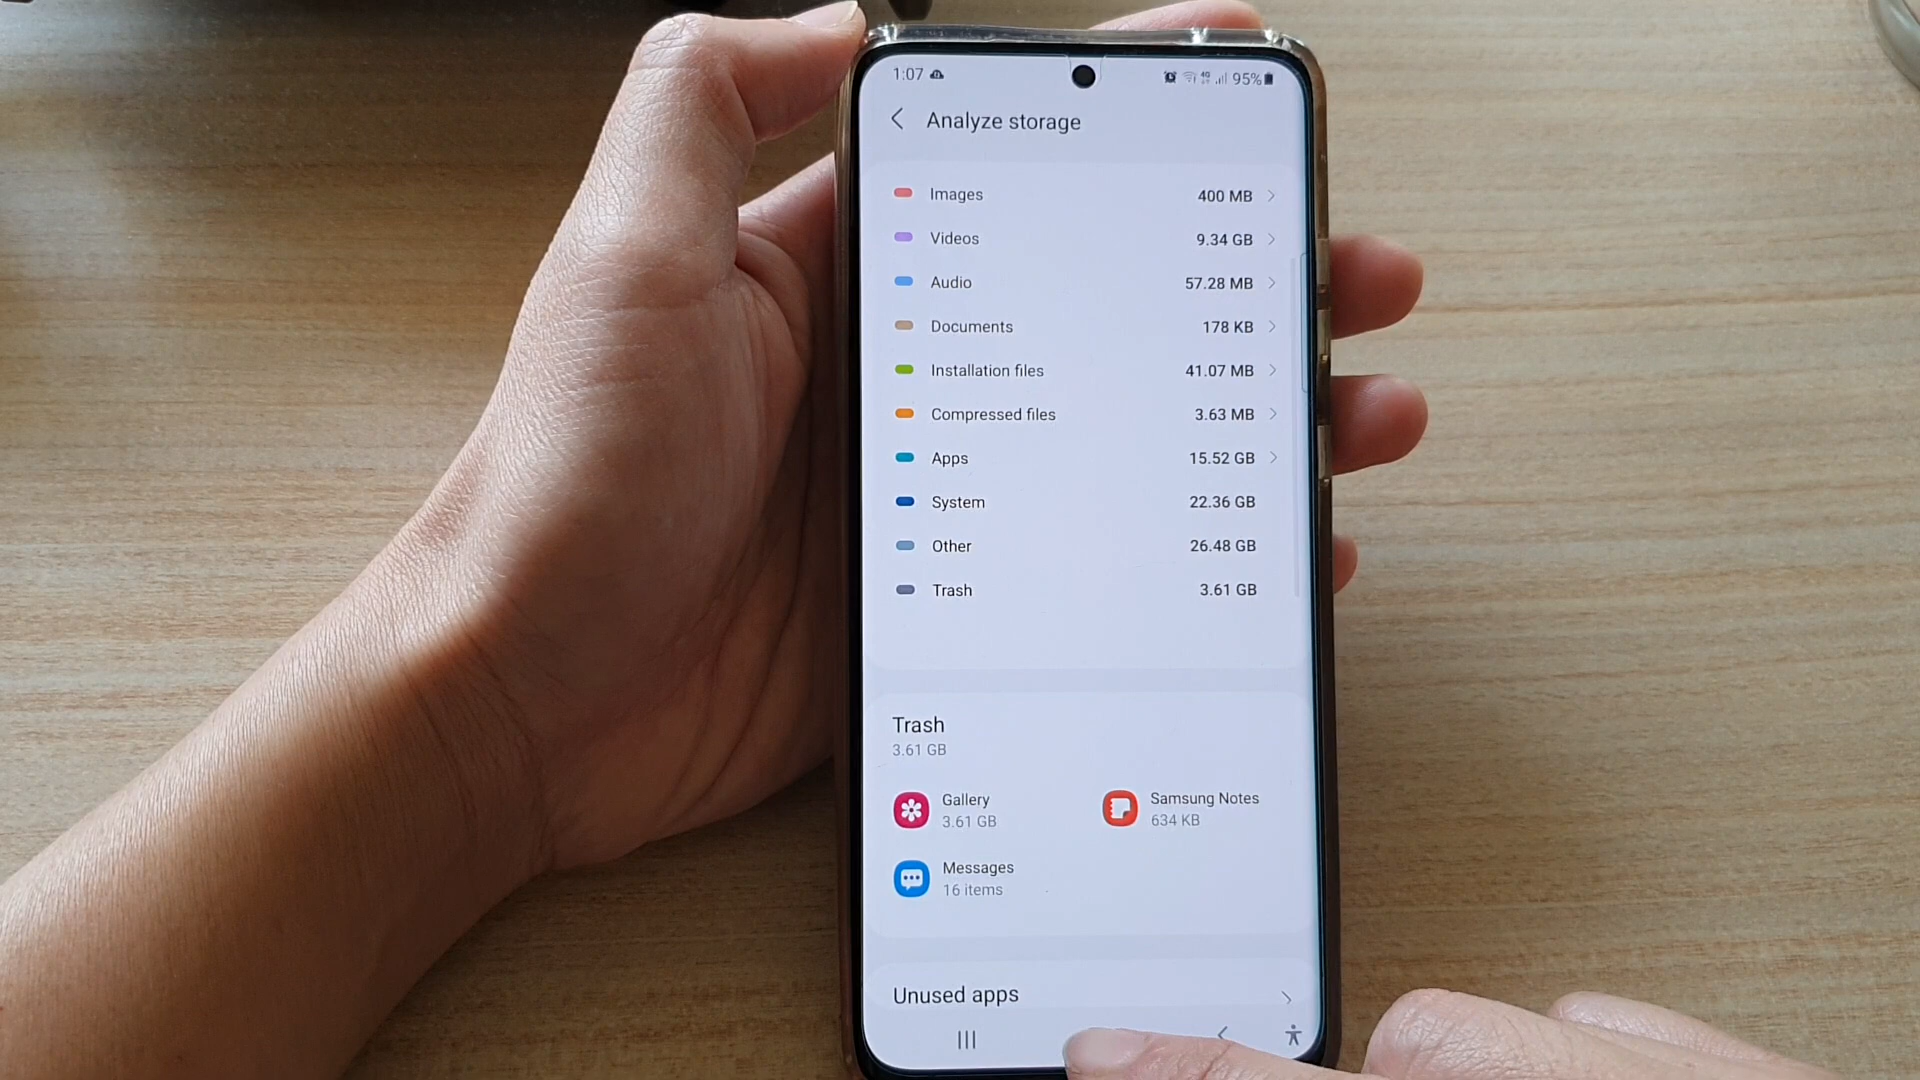 1:07 95%
Analyze storage
Images 400 MB
Videos 9.34 GB
Audio 57.28 MB
Documents 178 KB
Installation files 41.07 MB
Compressed files 3.63 MB
Apps 15.52 GB
System 22.36 GB
Other 26.48 GB
Trash 3.61 GB
Trash
3.61 GB
Gallery
3.61 GB
Samsung Notes
634 KB
Messages
16 items
Unused apps